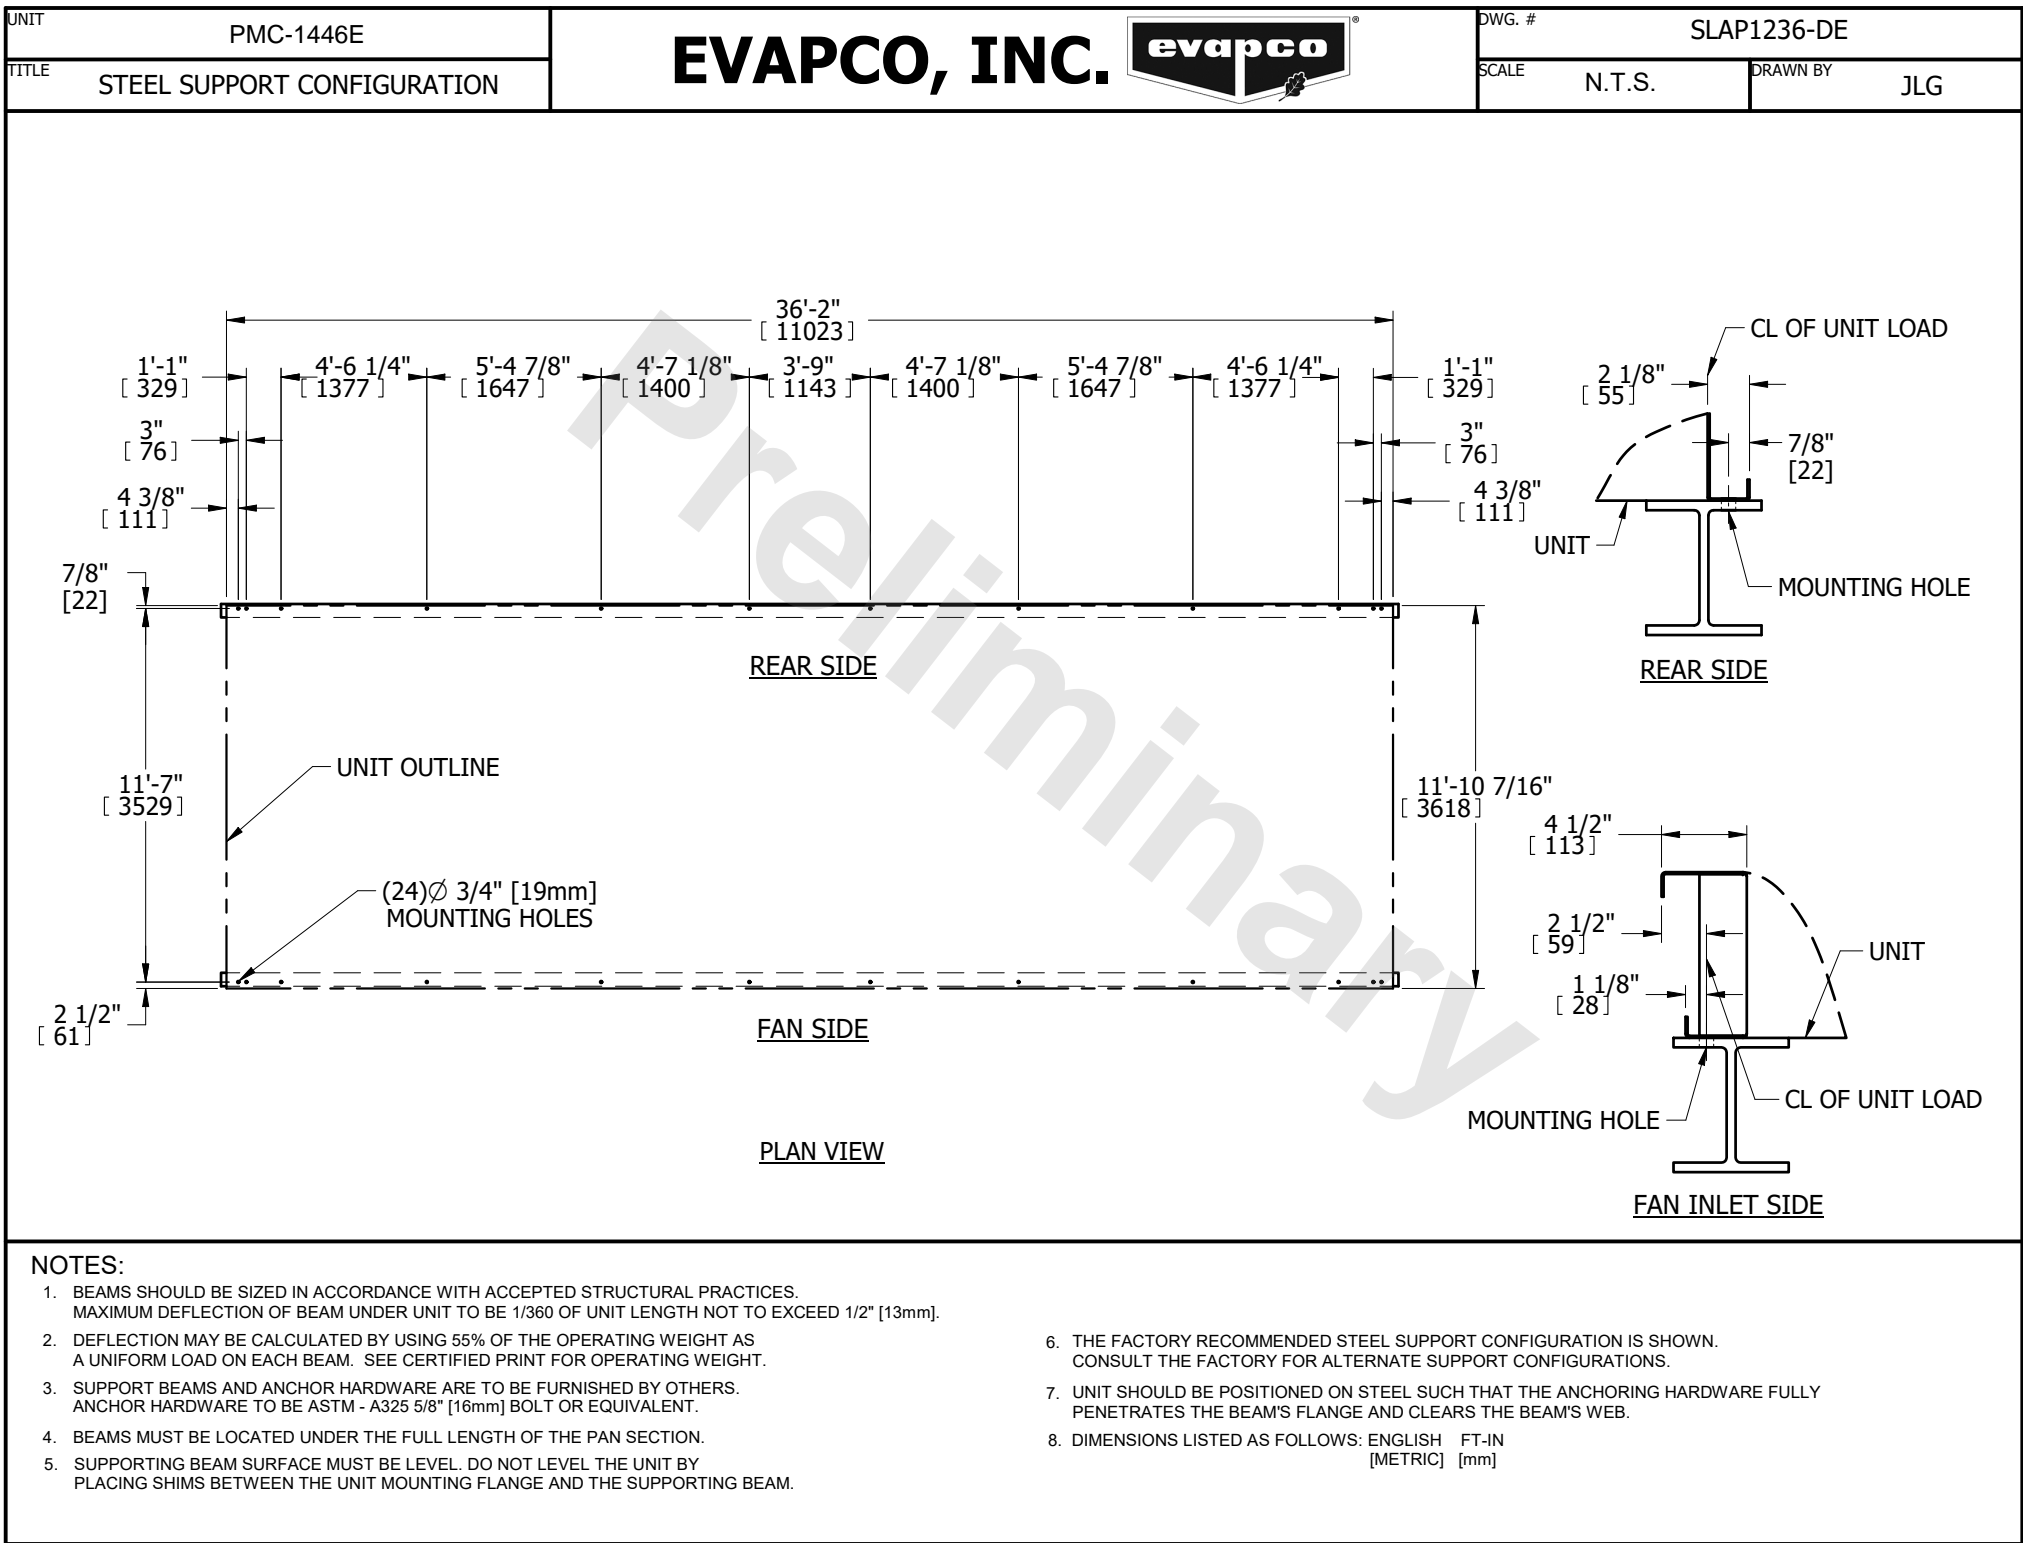 UNIT
PMC-1446E
TITLE
STEEL SUPPORT CONFIGURATION
EVAPCO, INC.
evapco
®
DWG. #
SLAP1236-DE
SCALE
N.T.S.
DRAWN BY
JLG
36'-2"
[ 11023]
1'-1"
[ 329]
4'-6 1/4"
[ 1377 ]
5'-4 7/8"
[ 1647 ]
4'-7 1/8"
[ 1400 ]
3'-9"
[ 1143 ]
4'-7 1/8"
[ 1400 ]
5'-4 7/8"
[ 1647 ]
4'-6 1/4"
[ 1377 ]
1'-1"
[ 329]
3"
[ 76]
3"
[ 76]
4 3/8"
[ 111]
4 3/8"
[ 111]
7/8"
[22]
REAR SIDE
UNIT OUTLINE
11'-7"
[ 3529]
11'-10 7/16"
[ 3618]
(24)Ø 3/4" [19mm]
MOUNTING HOLES
2 1/2"
[ 61]
FAN SIDE
PLAN VIEW
Preliminary
CL OF UNIT LOAD
2 1/8"
[ 55]
7/8"
[22]
UNIT
MOUNTING HOLE
REAR SIDE
4 1/2"
[ 113]
2 1/2"
[ 59]
UNIT
1 1/8"
[ 28]
CL OF UNIT LOAD
MOUNTING HOLE
FAN INLET SIDE
NOTES:
1. BEAMS SHOULD BE SIZED IN ACCORDANCE WITH ACCEPTED STRUCTURAL PRACTICES.
MAXIMUM DEFLECTION OF BEAM UNDER UNIT TO BE 1/360 OF UNIT LENGTH NOT TO EXCEED 1/2" [13mm].
2. DEFLECTION MAY BE CALCULATED BY USING 55% OF THE OPERATING WEIGHT AS
A UNIFORM LOAD ON EACH BEAM. SEE CERTIFIED PRINT FOR OPERATING WEIGHT.
3. SUPPORT BEAMS AND ANCHOR HARDWARE ARE TO BE FURNISHED BY OTHERS.
ANCHOR HARDWARE TO BE ASTM - A325 5/8" [16mm] BOLT OR EQUIVALENT.
4. BEAMS MUST BE LOCATED UNDER THE FULL LENGTH OF THE PAN SECTION.
5. SUPPORTING BEAM SURFACE MUST BE LEVEL. DO NOT LEVEL THE UNIT BY
PLACING SHIMS BETWEEN THE UNIT MOUNTING FLANGE AND THE SUPPORTING BEAM.
6. THE FACTORY RECOMMENDED STEEL SUPPORT CONFIGURATION IS SHOWN.
CONSULT THE FACTORY FOR ALTERNATE SUPPORT CONFIGURATIONS.
7. UNIT SHOULD BE POSITIONED ON STEEL SUCH THAT THE ANCHORING HARDWARE FULLY
PENETRATES THE BEAM'S FLANGE AND CLEARS THE BEAM'S WEB.
8. DIMENSIONS LISTED AS FOLLOWS: ENGLISH FT-IN
[METRIC] [mm]